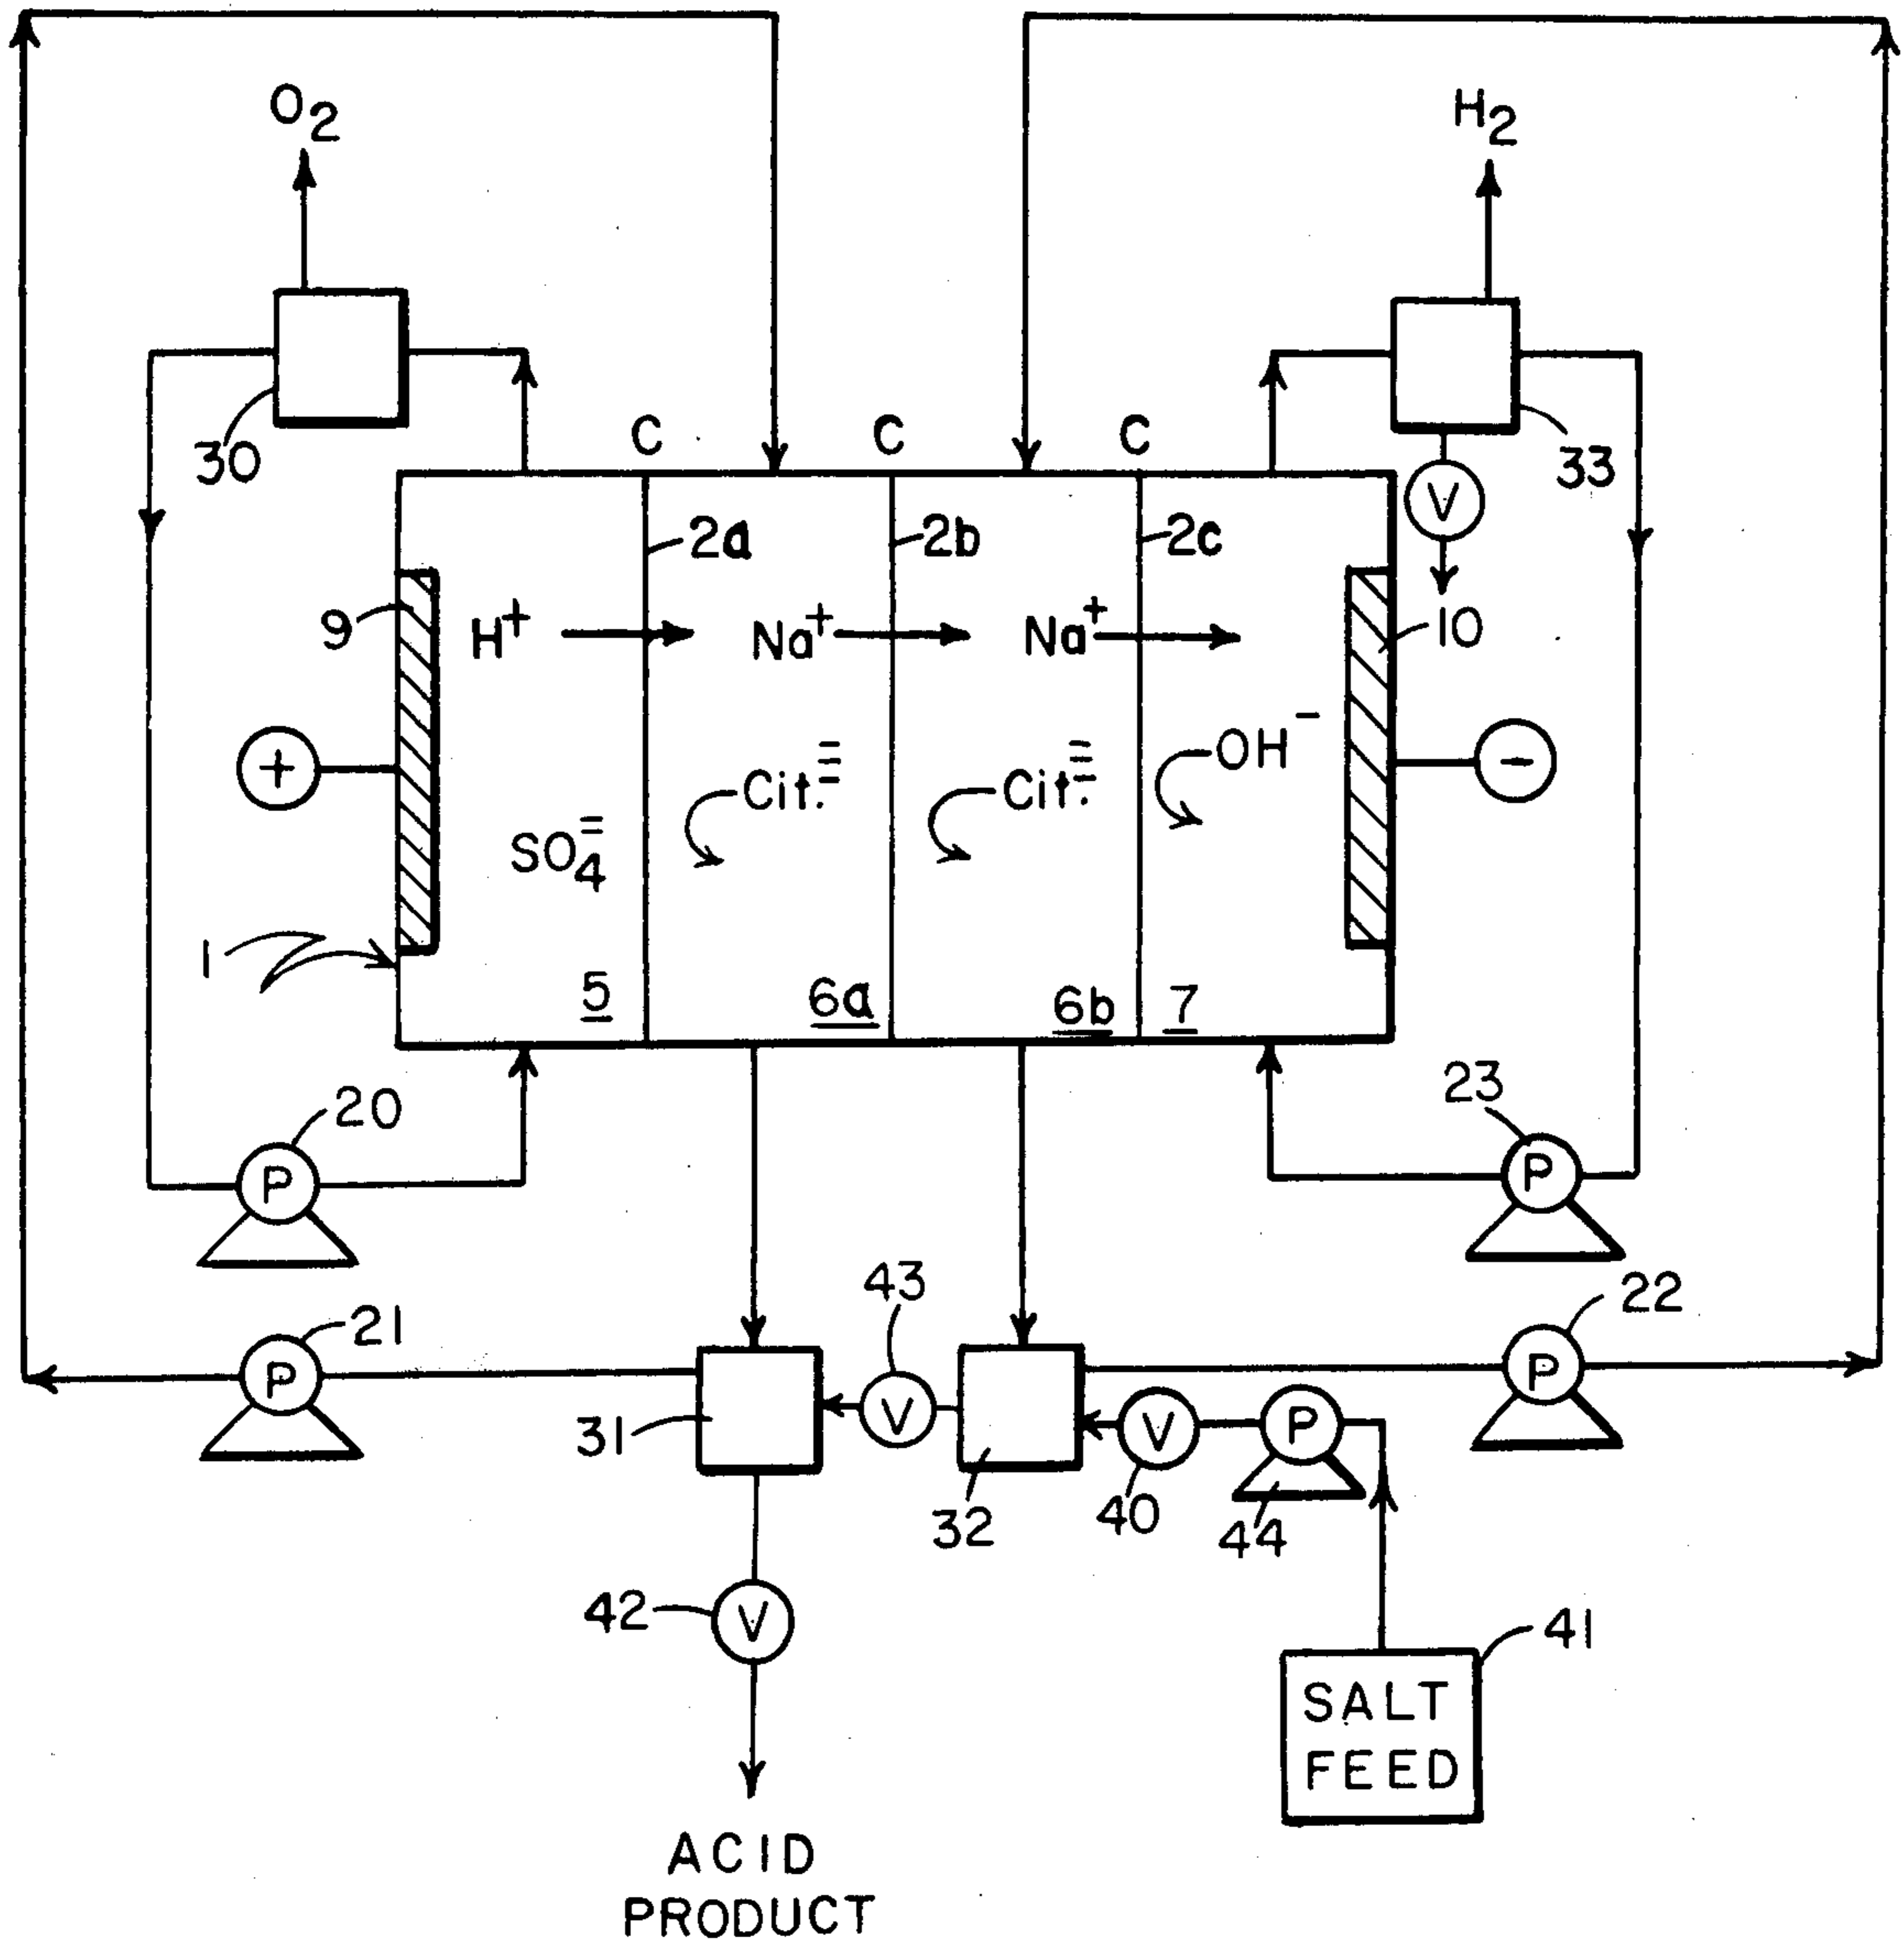 O2
H2
30
C
C
C
33
V
2a
2b
2c
9
H+
Na+
Na+
10
+
Cit.≡
Cit.≡
OH−
−
SO4=
1
5
6a
6b
7
20
P
23
P
43
22
21
P
P
31
V
32
V
P
40
44
42
V
41
SALT
FEED
ACID
PRODUCT